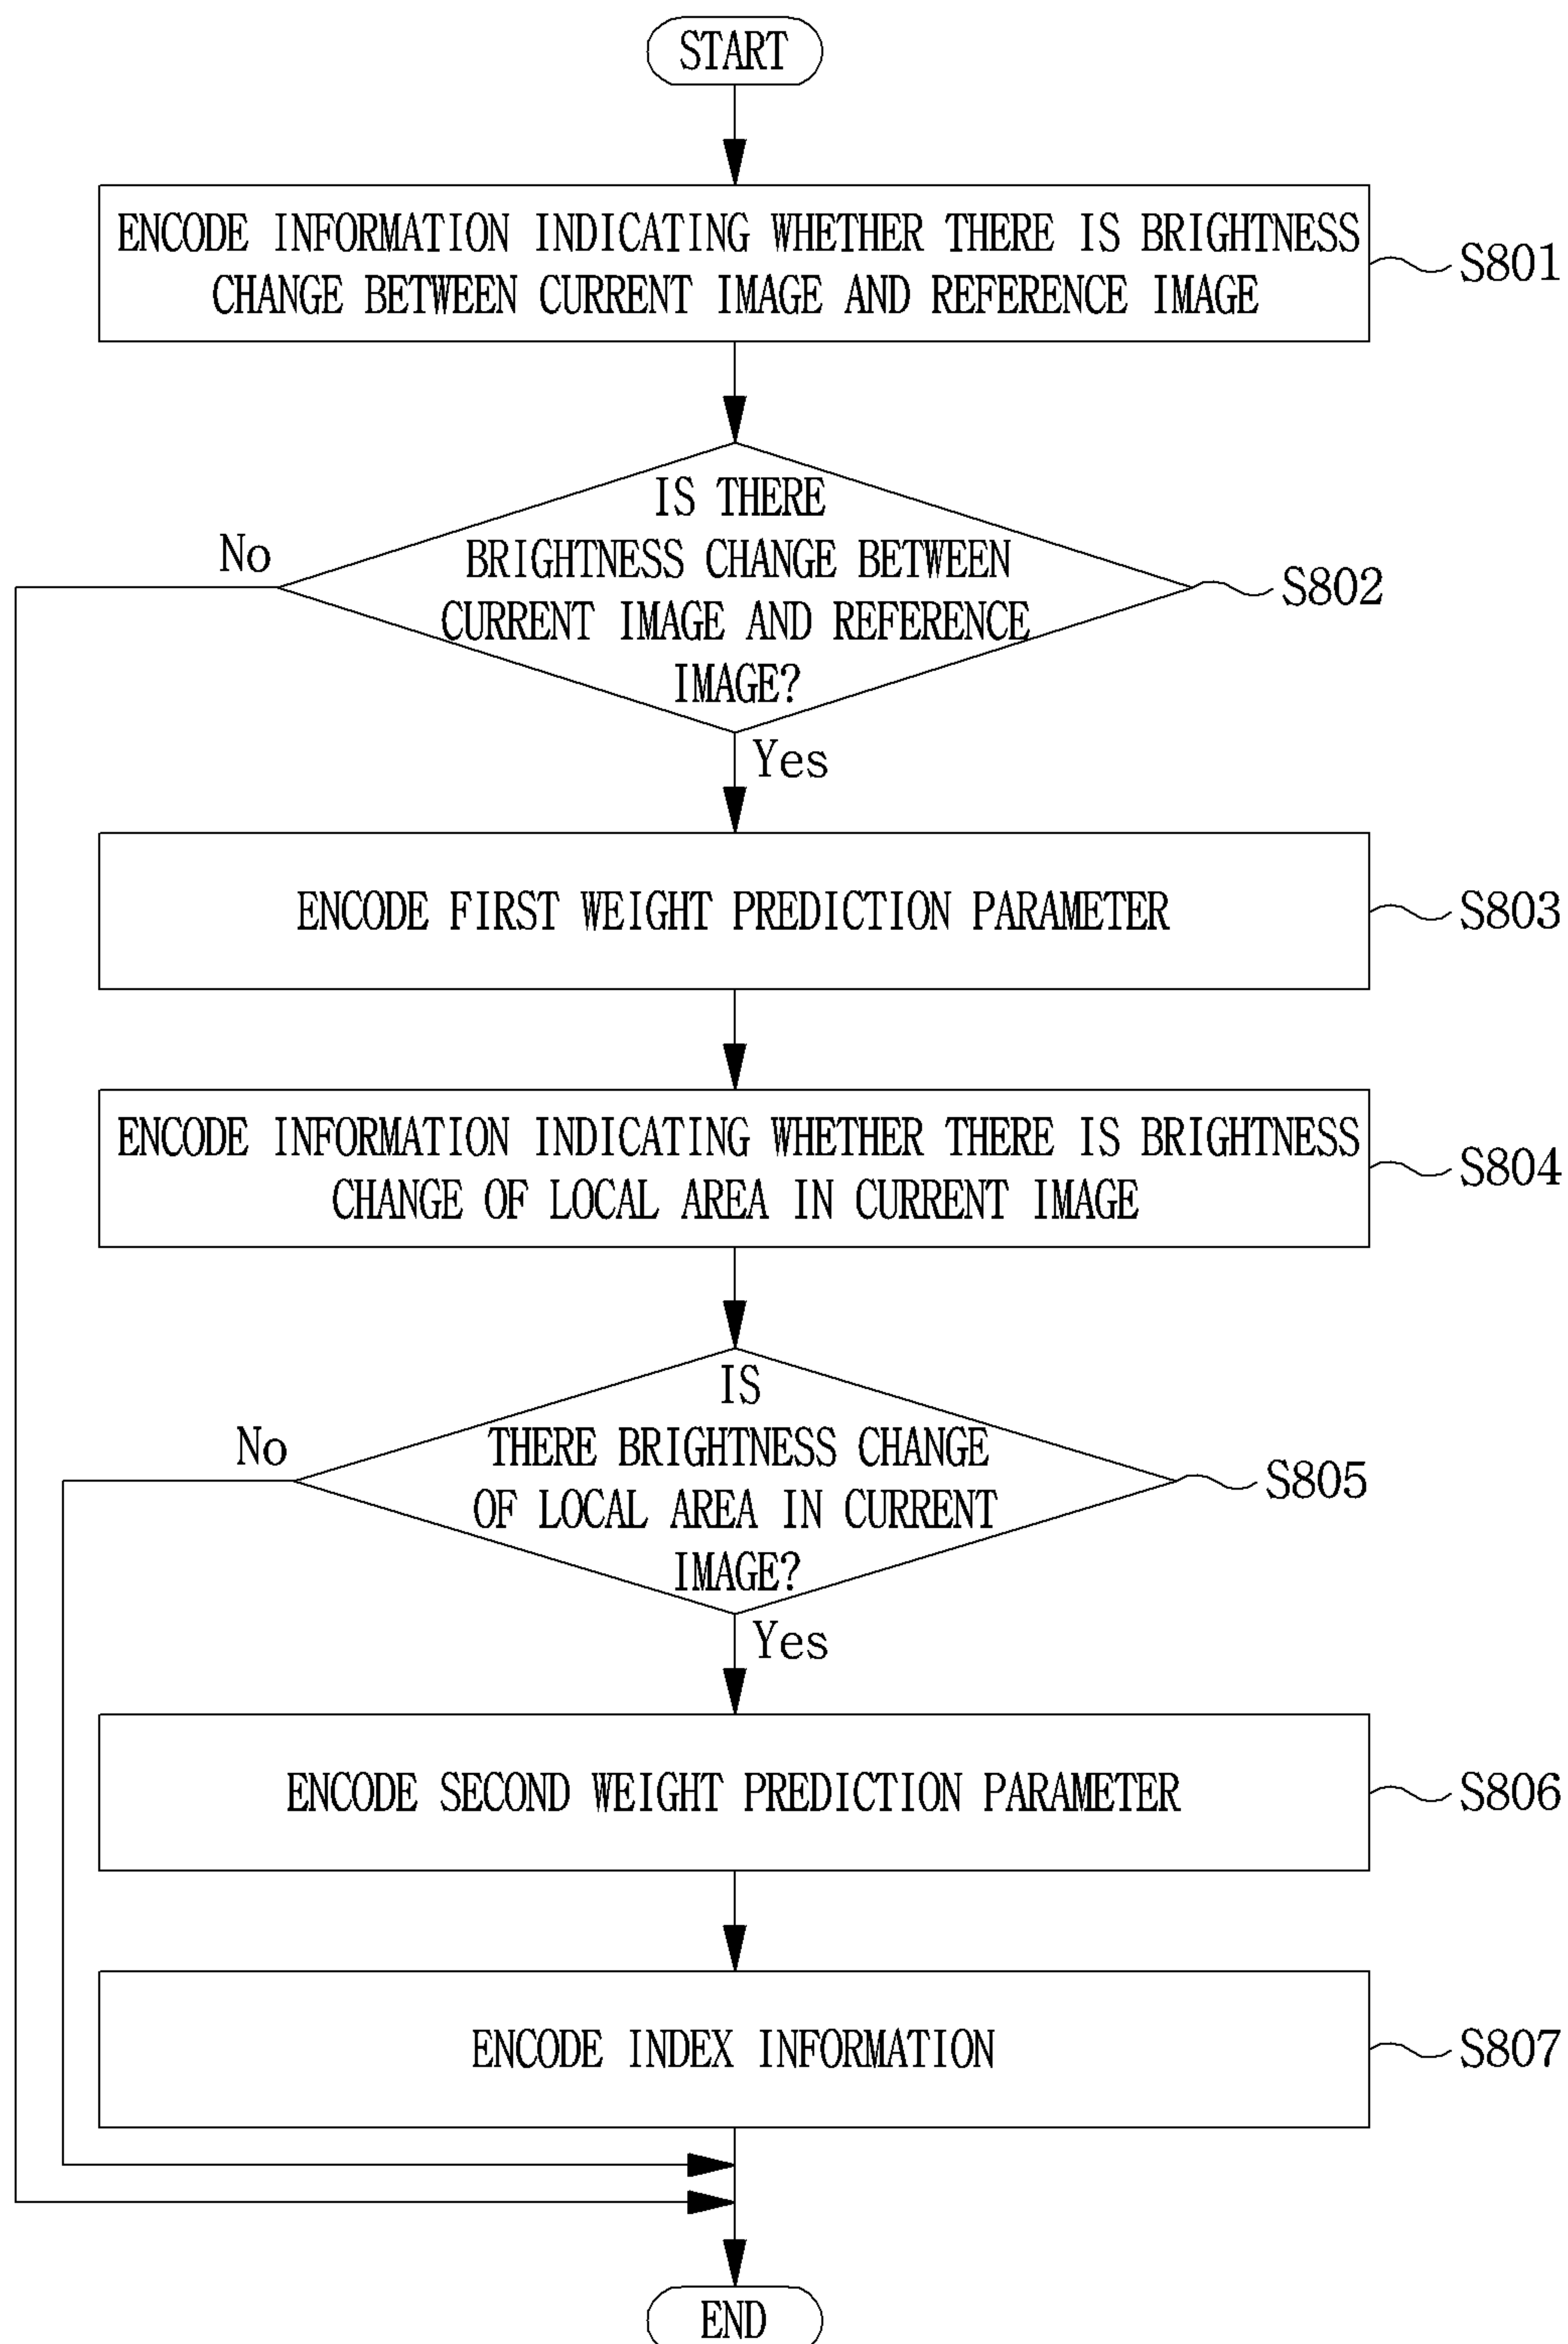 START
ENCODE INFORMATION INDICATING WHETHER THERE IS BRIGHTNESS
CHANGE BETWEEN CURRENT IMAGE AND REFERENCE IMAGE
S801
IS THERE
BRIGHTNESS CHANGE BETWEEN
CURRENT IMAGE AND REFERENCE
IMAGE?
No
S802
Yes
ENCODE FIRST WEIGHT PREDICTION PARAMETER
S803
ENCODE INFORMATION INDICATING WHETHER THERE IS BRIGHTNESS
CHANGE OF LOCAL AREA IN CURRENT IMAGE
S804
IS
THERE BRIGHTNESS CHANGE
OF LOCAL AREA IN CURRENT
IMAGE?
No
S805
Yes
ENCODE SECOND WEIGHT PREDICTION PARAMETER
S806
ENCODE INDEX INFORMATION
S807
END